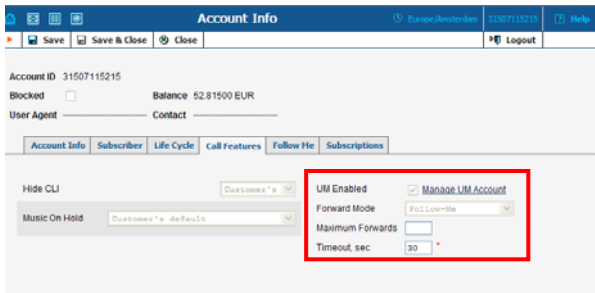 Account Info
Europe/Amsterdam
31507115215
Help
Save
Save & Close
Close
Logout
Account ID 31507115215
Blocked
Balance 52.81500 EUR
User Agent ------------------------
Contact ------------------------
Account Info
Subscriber
Life Cycle
Call Features
Follow Me
Subscriptions
Hide CLI
Customer's
Music On Hold
Customer's default
UM Enabled
Manage UM Account
Forward Mode
Follow-Me
Maximum Forwards
Timeout, sec
30 *